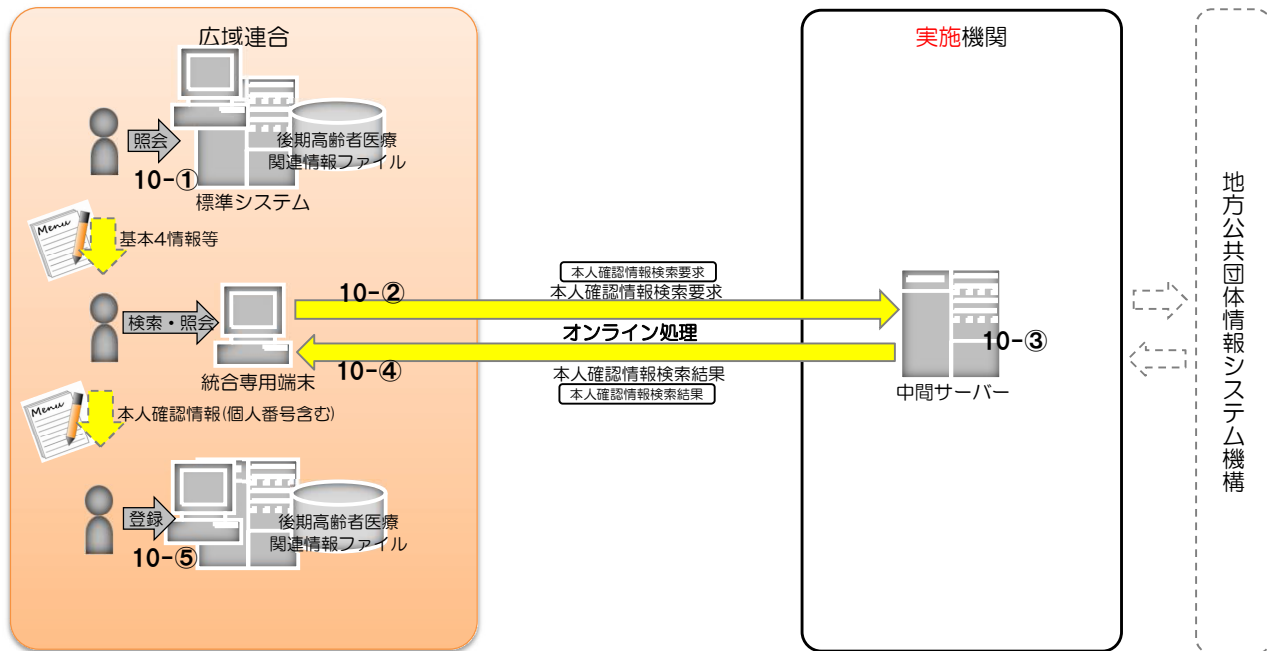 広域連合
照会
10-①
後期高齢者医療
関連情報ファイル
標準システム
Menu
基本4情報等
検索・照会
統合専用端末
10-②
本人確認情報検索要求
本人確認情報検索要求
オンライン処理
10-④
本人確認情報検索結果
本人確認情報検索結果
Menu
本人確認情報(個人番号含む)
登録
10-⑤
後期高齢者医療
関連情報ファイル
実施機関
10-③
中間サーバー
地方公共団体情報システム機構